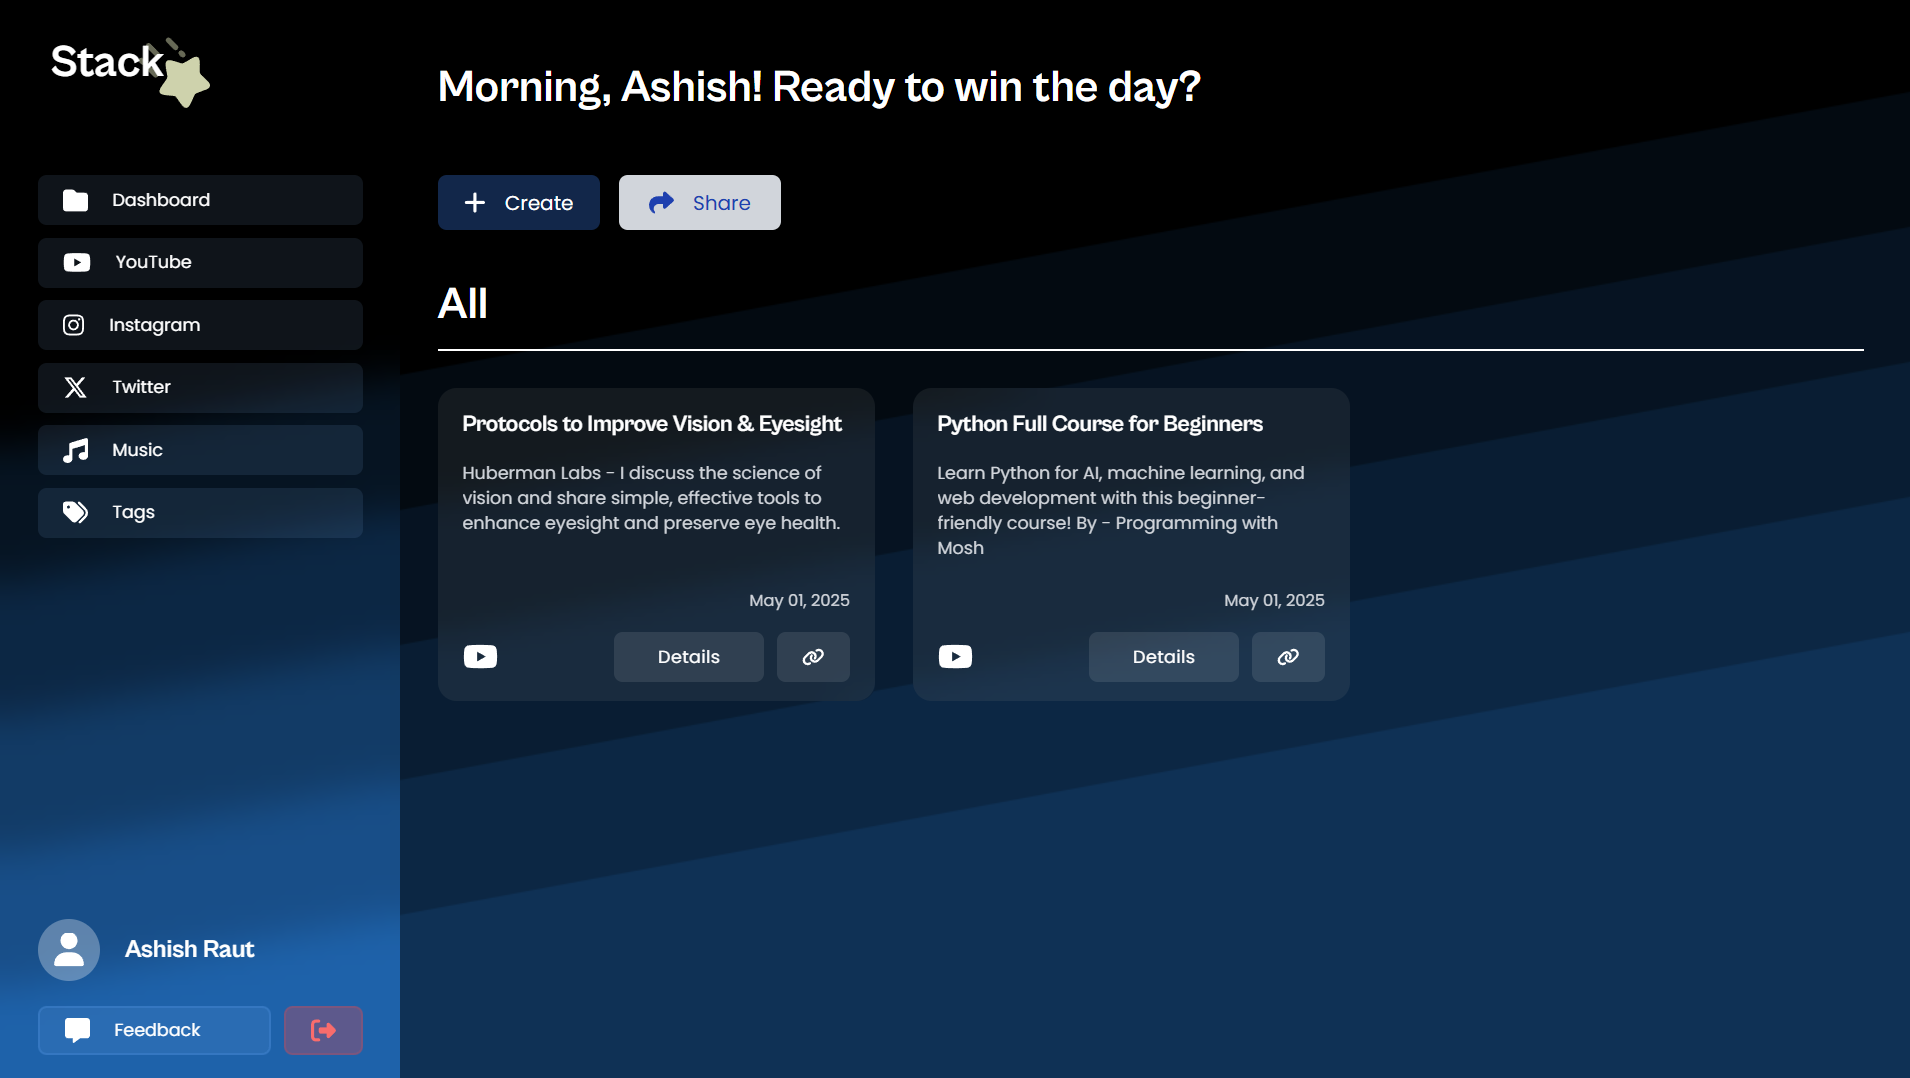 Stack
Dashboard
YouTube
Instagram
Twitter
Music
Tags
Ashish Raut
Feedback
Morning, Ashish! Ready to win the day?
Create
Share
All
Protocols to Improve Vision & Eyesight
Huberman Labs - I discuss the science of
vision and share simple, effective tools to
enhance eyesight and preserve eye health.
May 01, 2025
Details
Python Full Course for Beginners
Learn Python for AI, machine learning, and
web development with this beginner-
friendly course! By - Programming with
Mosh
May 01, 2025
Details